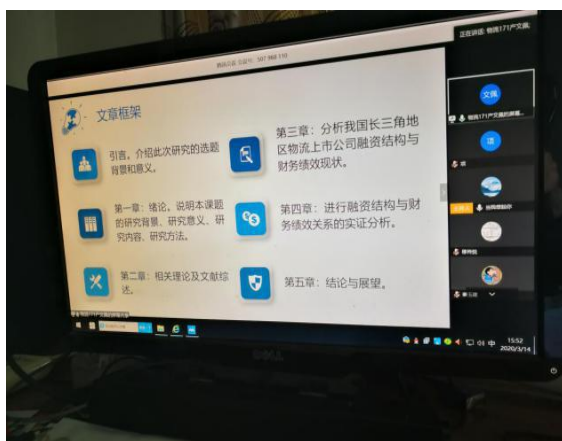 正在讲话: 物流171严文佩;
文章框架
引言。介绍此次研究的选题
背景和意义。
第一章：绪论。说明本课题
的研究背景、研究意义、研
究内容、研究方法。
第二章：相关理论及文献综
述。
第三章：分析我国长三角地
区物流上市公司融资结构与
财务绩效现状。
第四章：进行融资结构与财
务绩效关系的实证分析。
第五章：结论与展望。
文佩
DELL
中
15:52
2020/3/14